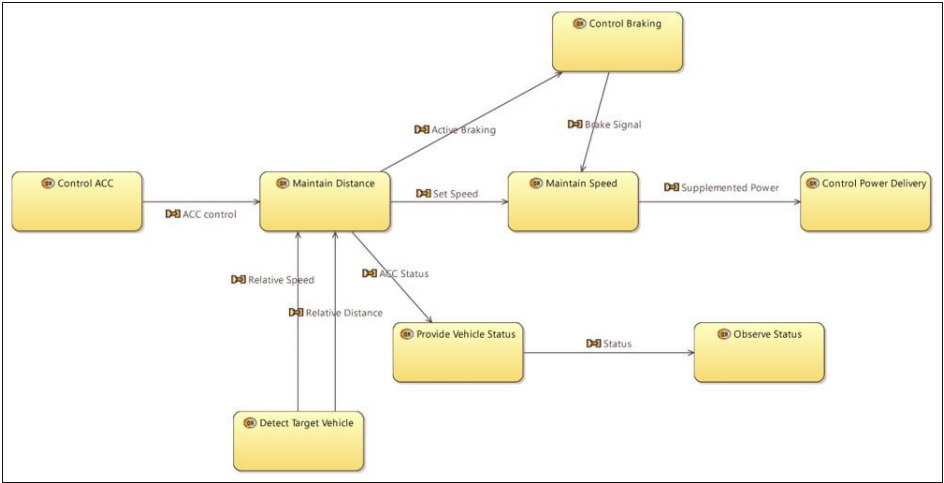 Control Braking
Active Braking
Brake Signal
Control ACC
Maintain Distance
Set Speed
Maintain Speed
Supplemented Power
Control Power Delivery
ACC control
Relative Speed
ACC Status
Relative Distance
Provide Vehicle Status
Status
Observe Status
Detect Target Vehicle